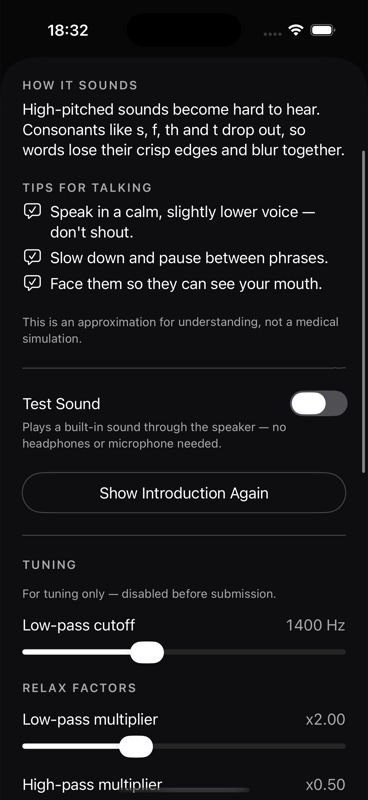 18:32
HOW IT SOUNDS
High-pitched sounds become hard to hear.
Consonants like s, f, th and t drop out, so
words lose their crisp edges and blur together.
TIPS FOR TALKING
Speak in a calm, slightly lower voice —
don't shout.
Slow down and pause between phrases.
Face them so they can see your mouth.
This is an approximation for understanding, not a medical
simulation.
Test Sound
Plays a built-in sound through the speaker — no
headphones or microphone needed.
Show Introduction Again
TUNING
For tuning only — disabled before submission.
Low-pass cutoff 1400 Hz
RELAX FACTORS
Low-pass multiplier x2.00
High-pass multiplier x0.50